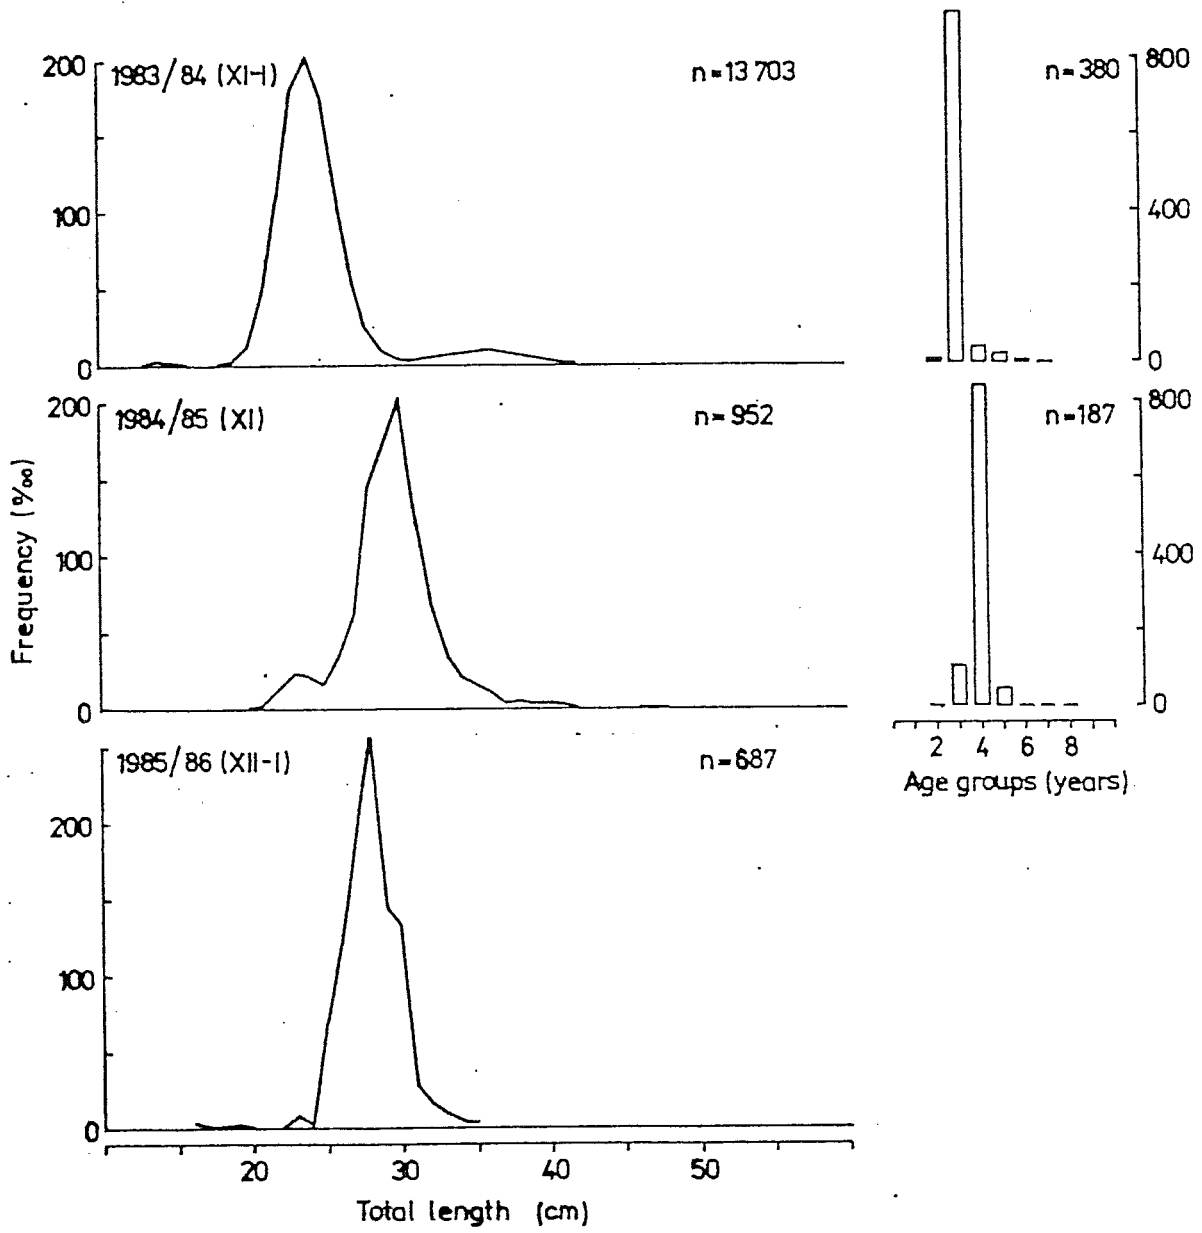 200
1983/84 (XI-I)
n=13 703
n=380
800
100
400
0
0
200
1984/85 (XI)
n=952
n=187
800
Frequency (‰)
100
400
0
0
2 4 6 8
Age groups (years)
1985/86 (XII-I)
n=687
200
100
0
20 30 40 50
Total length (cm)